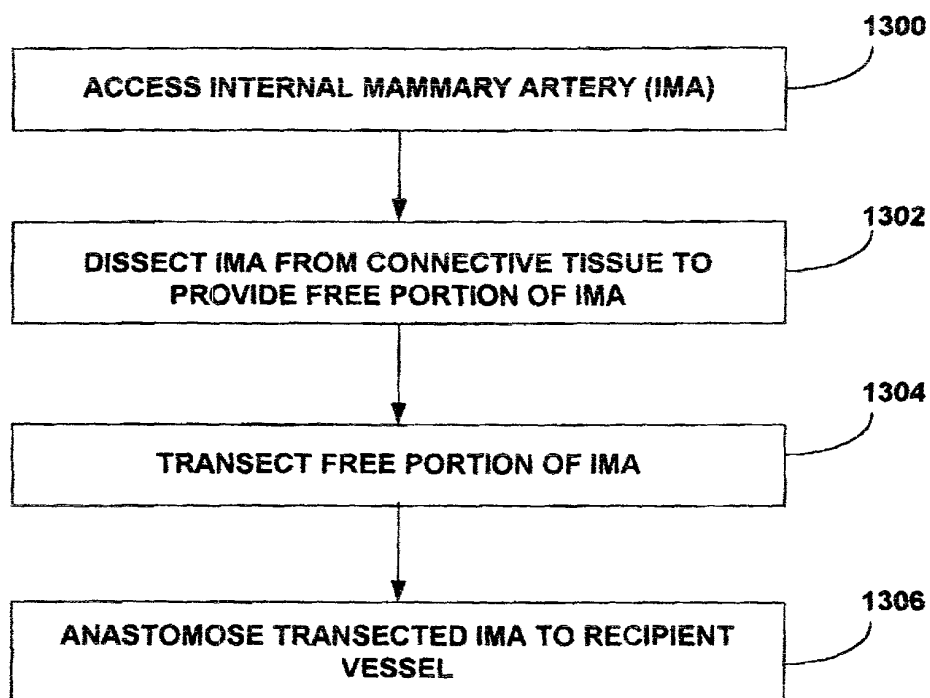 1300
ACCESS INTERNAL MAMMARY ARTERY (IMA)
1302
DISSECT IMA FROM CONNECTIVE TISSUE TO
PROVIDE FREE PORTION OF IMA
1304
TRANSECT FREE PORTION OF IMA
1306
ANASTOMOSE TRANSECTED IMA TO RECIPIENT
VESSEL